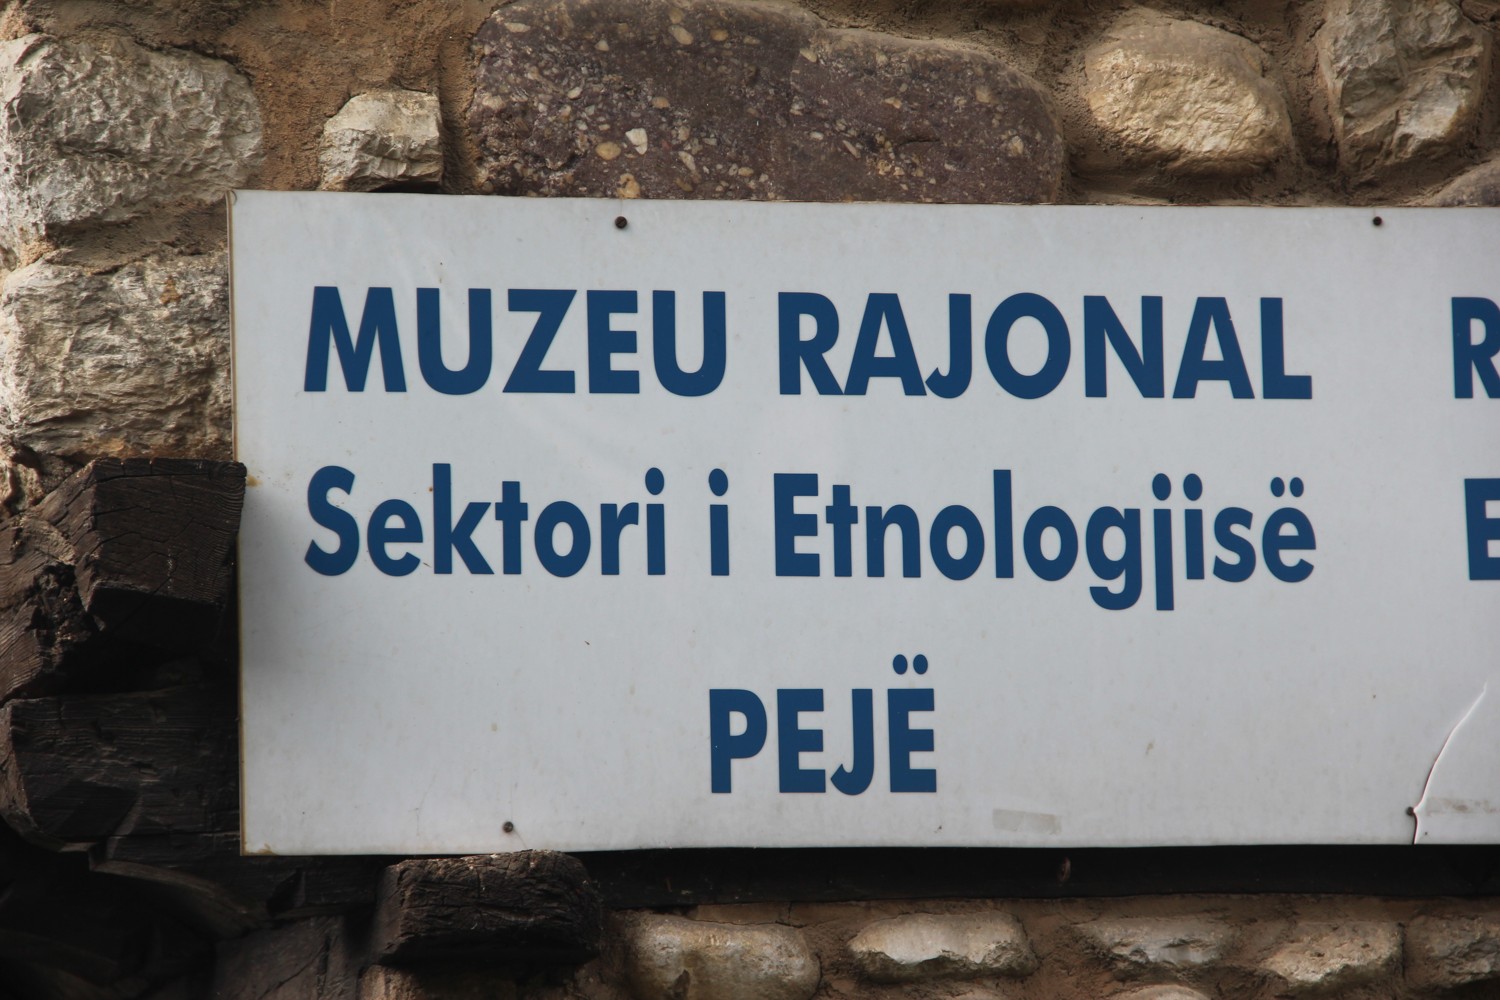 MUZEU RAJONAL
Sektori i Etnologjisë
PEJË